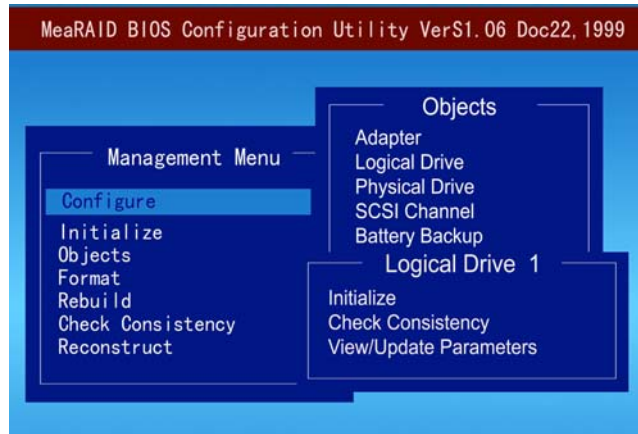 MeaRAID BIOS Configuration Utility VerS1.06 Doc22,1999
Management Menu
Configure
Initialize
Objects
Format
Rebuild
Check Consistency
Reconstruct
Objects
Adapter
Logical Drive
Physical Drive
SCSI Channel
Battery Backup
Logical Drive 1
Initialize
Check Consistency
View/Update Parameters